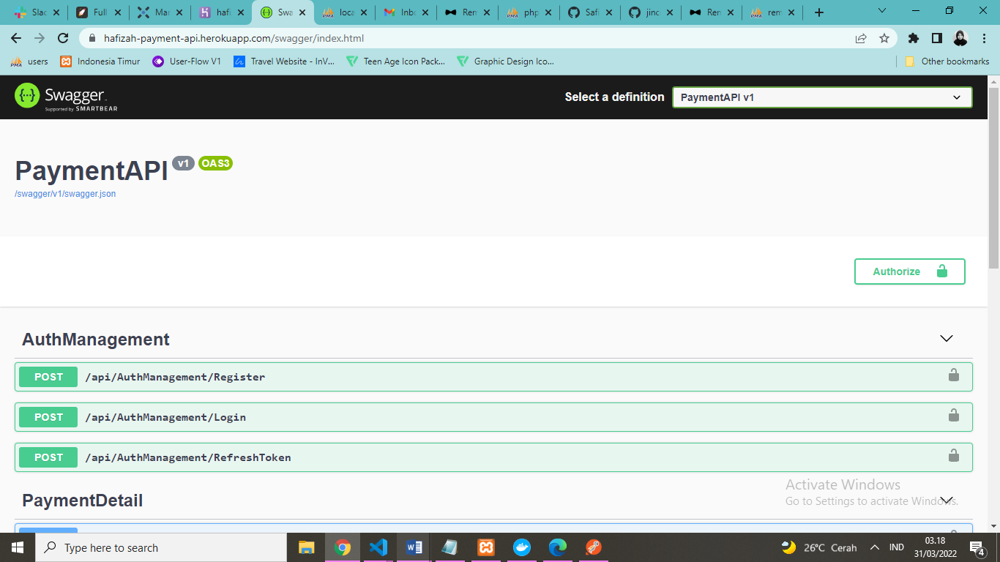 Slac
Full
Mar
hafi
Swa
loca
Inbo
Ren
php
Safi
jinc
Ren
rem
hafizah-payment-api.herokuapp.com/swagger/index.html
users
Indonesia Timur
User-Flow V1
Travel Website - InV...
Teen Age Icon Pack...
Graphic Design Ico...
Other bookmarks
Swagger
Supported by SMARTBEAR
Select a definition
PaymentAPI v1
PaymentAPI v1 OAS3
/swagger/v1/swagger.json
Authorize
AuthManagement
POST /api/AuthManagement/Register
POST /api/AuthManagement/Login
POST /api/AuthManagement/RefreshToken
PaymentDetail
Activate Windows
Go to Settings to activate Windows.
Type here to search
26°C Cerah
IND
03.18
31/03/2022
4